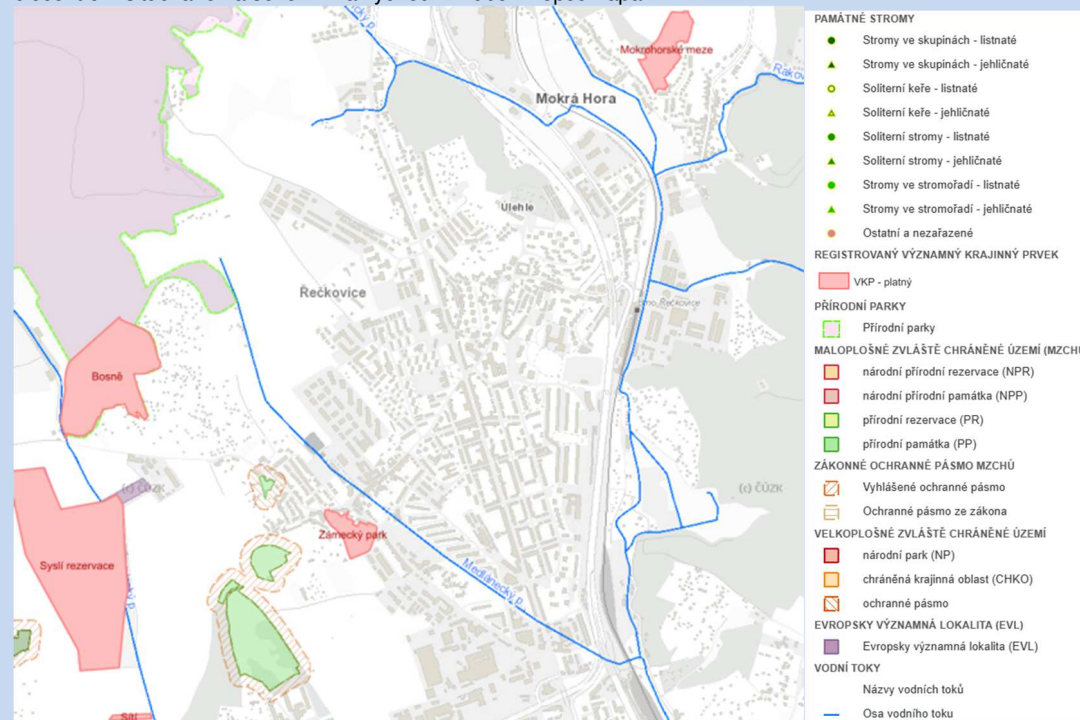 Mokrohorské meze
Mokrá Hora
Úlehle
Řečkovice
Brno-Řečkovice
Bosně
(c) ČÚZK
(c) ČÚZK
Zámecký park
Syslí rezervace
Medlánecký p.
Sítí
PAMÁTNÉ STROMY
Stromy ve skupinách - listnaté
Stromy ve skupinách - jehličnaté
Soliterní keře - listnaté
Soliterní keře - jehličnaté
Soliterní stromy - listnaté
Soliterní stromy - jehličnaté
Stromy ve stromořadí - listnaté
Stromy ve stromořadí - jehličnaté
Ostatní a nezařazené
REGISTROVANÝ VÝZNAMNÝ KRAJINNÝ PRVEK
VKP - platný
PŘÍRODNÍ PARKY
Přírodní parky
MALOPLOŠNÉ ZVLÁŠTĚ CHRÁNĚNÉ ÚZEMÍ (MZCHÚ
národní přírodní rezervace (NPR)
národní přírodní památka (NPP)
přírodní rezervace (PR)
přírodní památka (PP)
ZÁKONNÉ OCHRANNÉ PÁSMO MZCHÚ
Vyhlášené ochranné pásmo
Ochranné pásmo ze zákona
VELKOPLOŠNÉ ZVLÁŠTĚ CHRÁNĚNÉ ÚZEMÍ
národní park (NP)
chráněná krajinná oblast (CHKO)
ochranné pásmo
EVROPSKY VÝZNAMNÁ LOKALITA (EVL)
Evropsky významná lokalita (EVL)
VODNÍ TOKY
Názvy vodních toků
Osa vodního toku